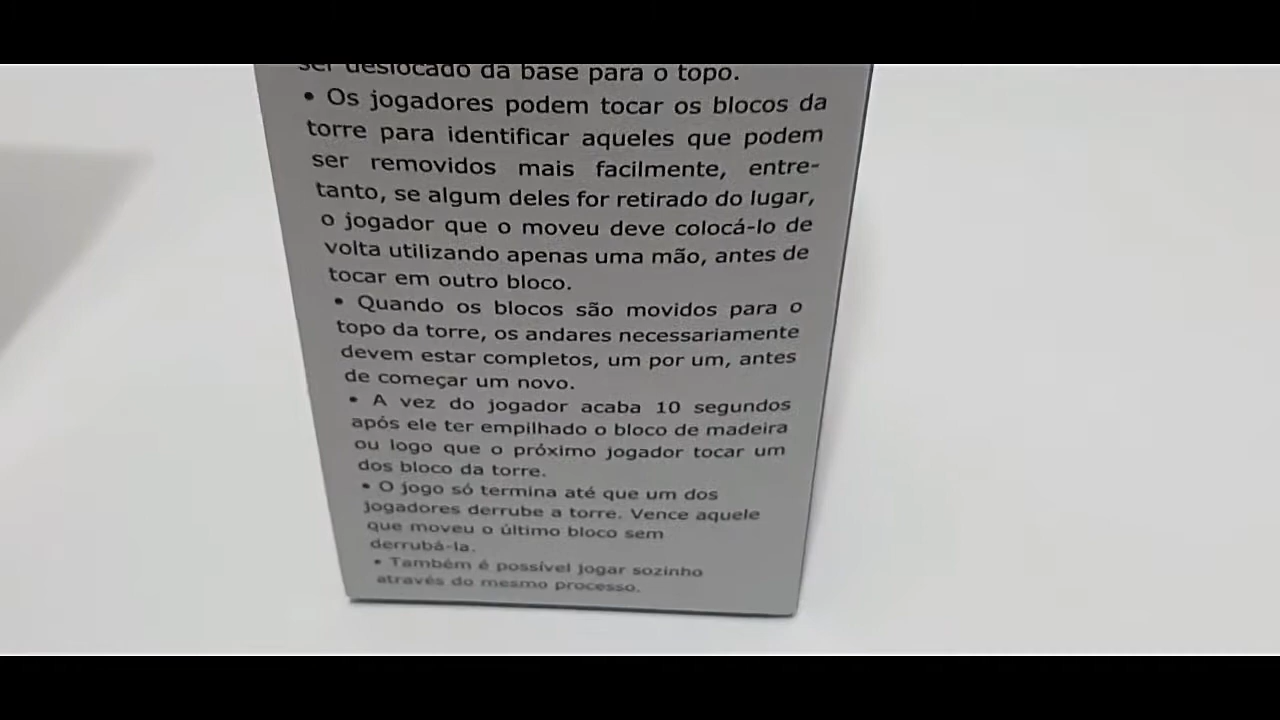 ser deslocado da base para o topo.
• Os jogadores podem tocar os blocos da
torre para identificar aqueles que podem
ser removidos mais facilmente, entre-
tanto, se algum deles for retirado do lugar,
o jogador que o moveu deve colocá-lo de
volta utilizando apenas uma mão, antes de
tocar em outro bloco.
• Quando os blocos são movidos para o
topo da torre, os andares necessariamente
devem estar completos, um por um, antes
de começar um novo.
• A vez do jogador acaba 10 segundos
após ele ter empilhado o bloco de madeira
ou logo que o próximo jogador tocar um
dos bloco da torre.
• O jogo só termina até que um dos
jogadores derrube a torre. Vence aquele
que moveu o último bloco sem
derrubá-la.
• Também é possível jogar sozinho
através do mesmo processo.